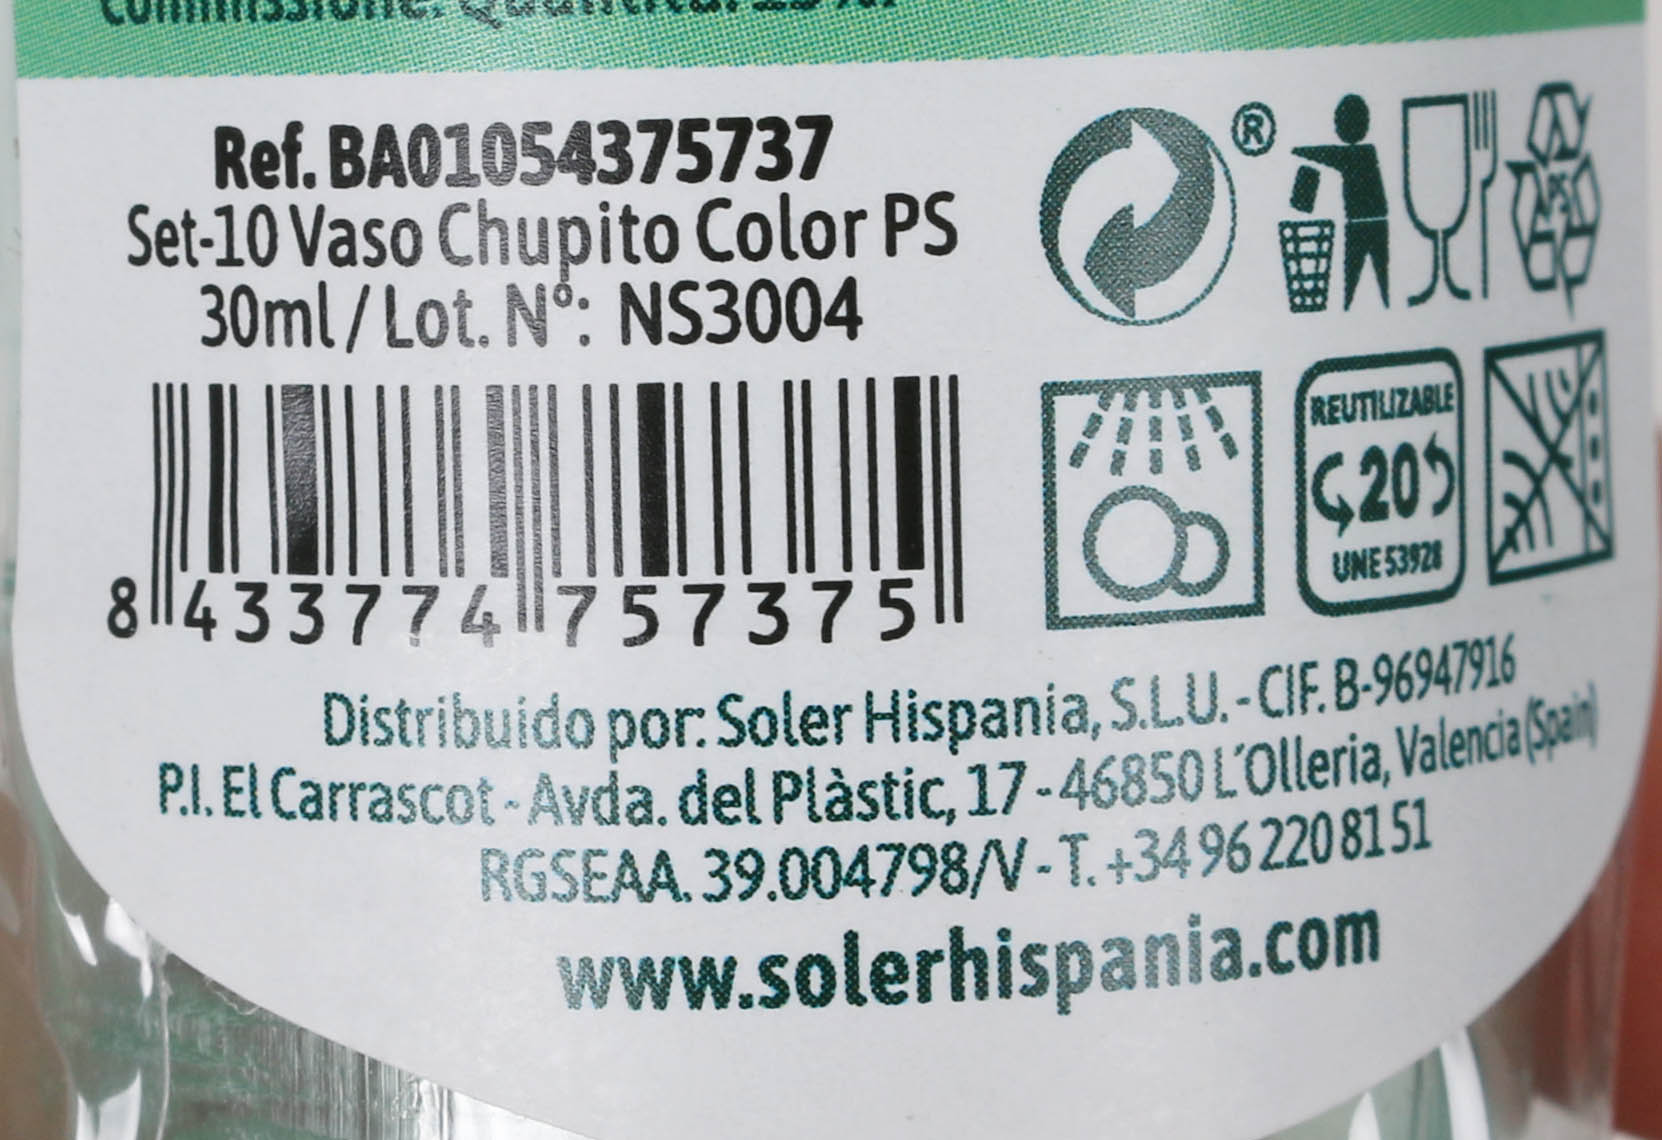 Ref. BA01054375737
Set-10 Vaso Chupito Color PS
30ml / Lot. Nº: NS3004
8 433774 757375
®
PS
REUTILIZABLE
20
UNE 53928
Distribuido por: Soler Hispania, S.L.U. - CIF. B-96947916
P.I. El Carrascot - Avda. del Plàstic, 17 - 46850 L'Olleria, Valencia (Spain)
RGSEAA. 39.004798/V - T. +34 96 220 81 51
www.solerhispania.com